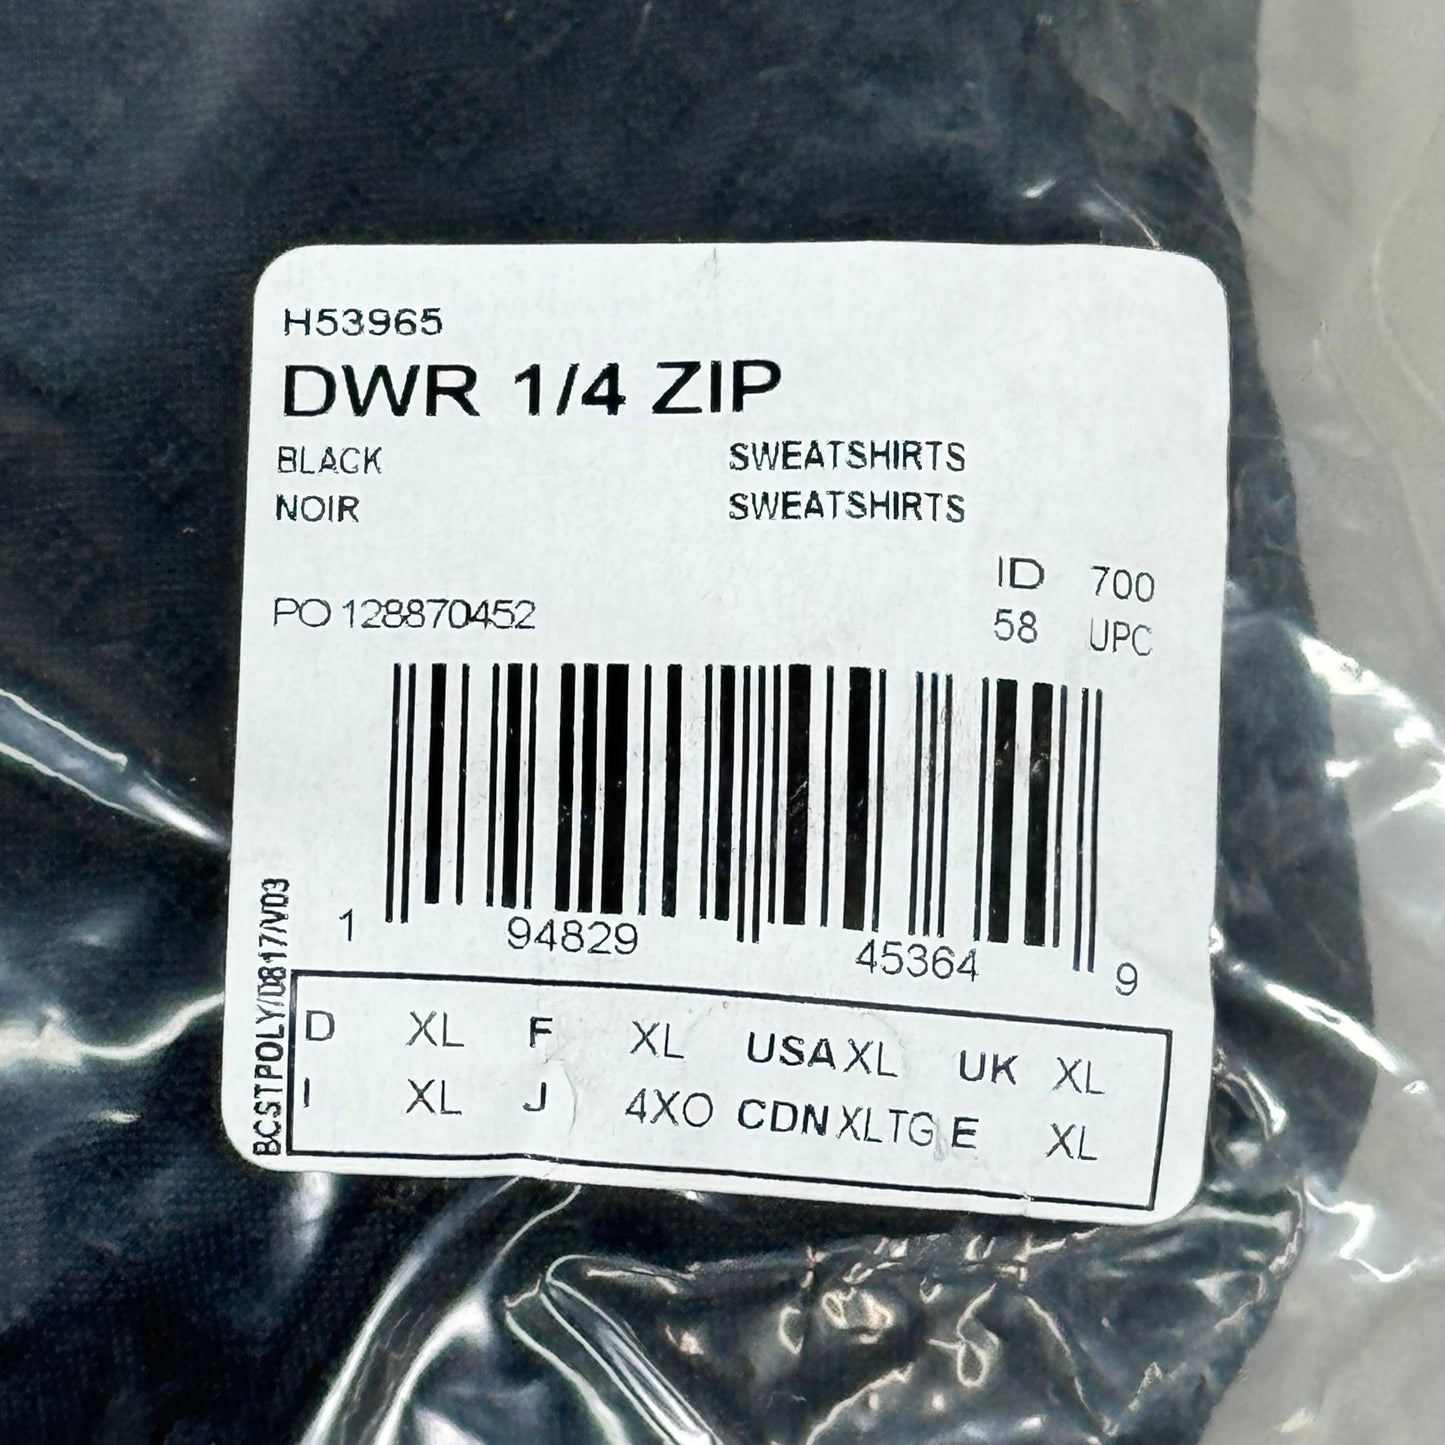 H53965
DWR 1/4 ZIP
BLACK SWEATSHIRTS
NOIR SWEATSHIRTS
ID 700
PO 128870452 58 UPC
1 94829 45364 9
BCSTPOLY/0817/V03
D XL F XL USA XL UK XL
I XL J 4XO CDN XLTG E XL